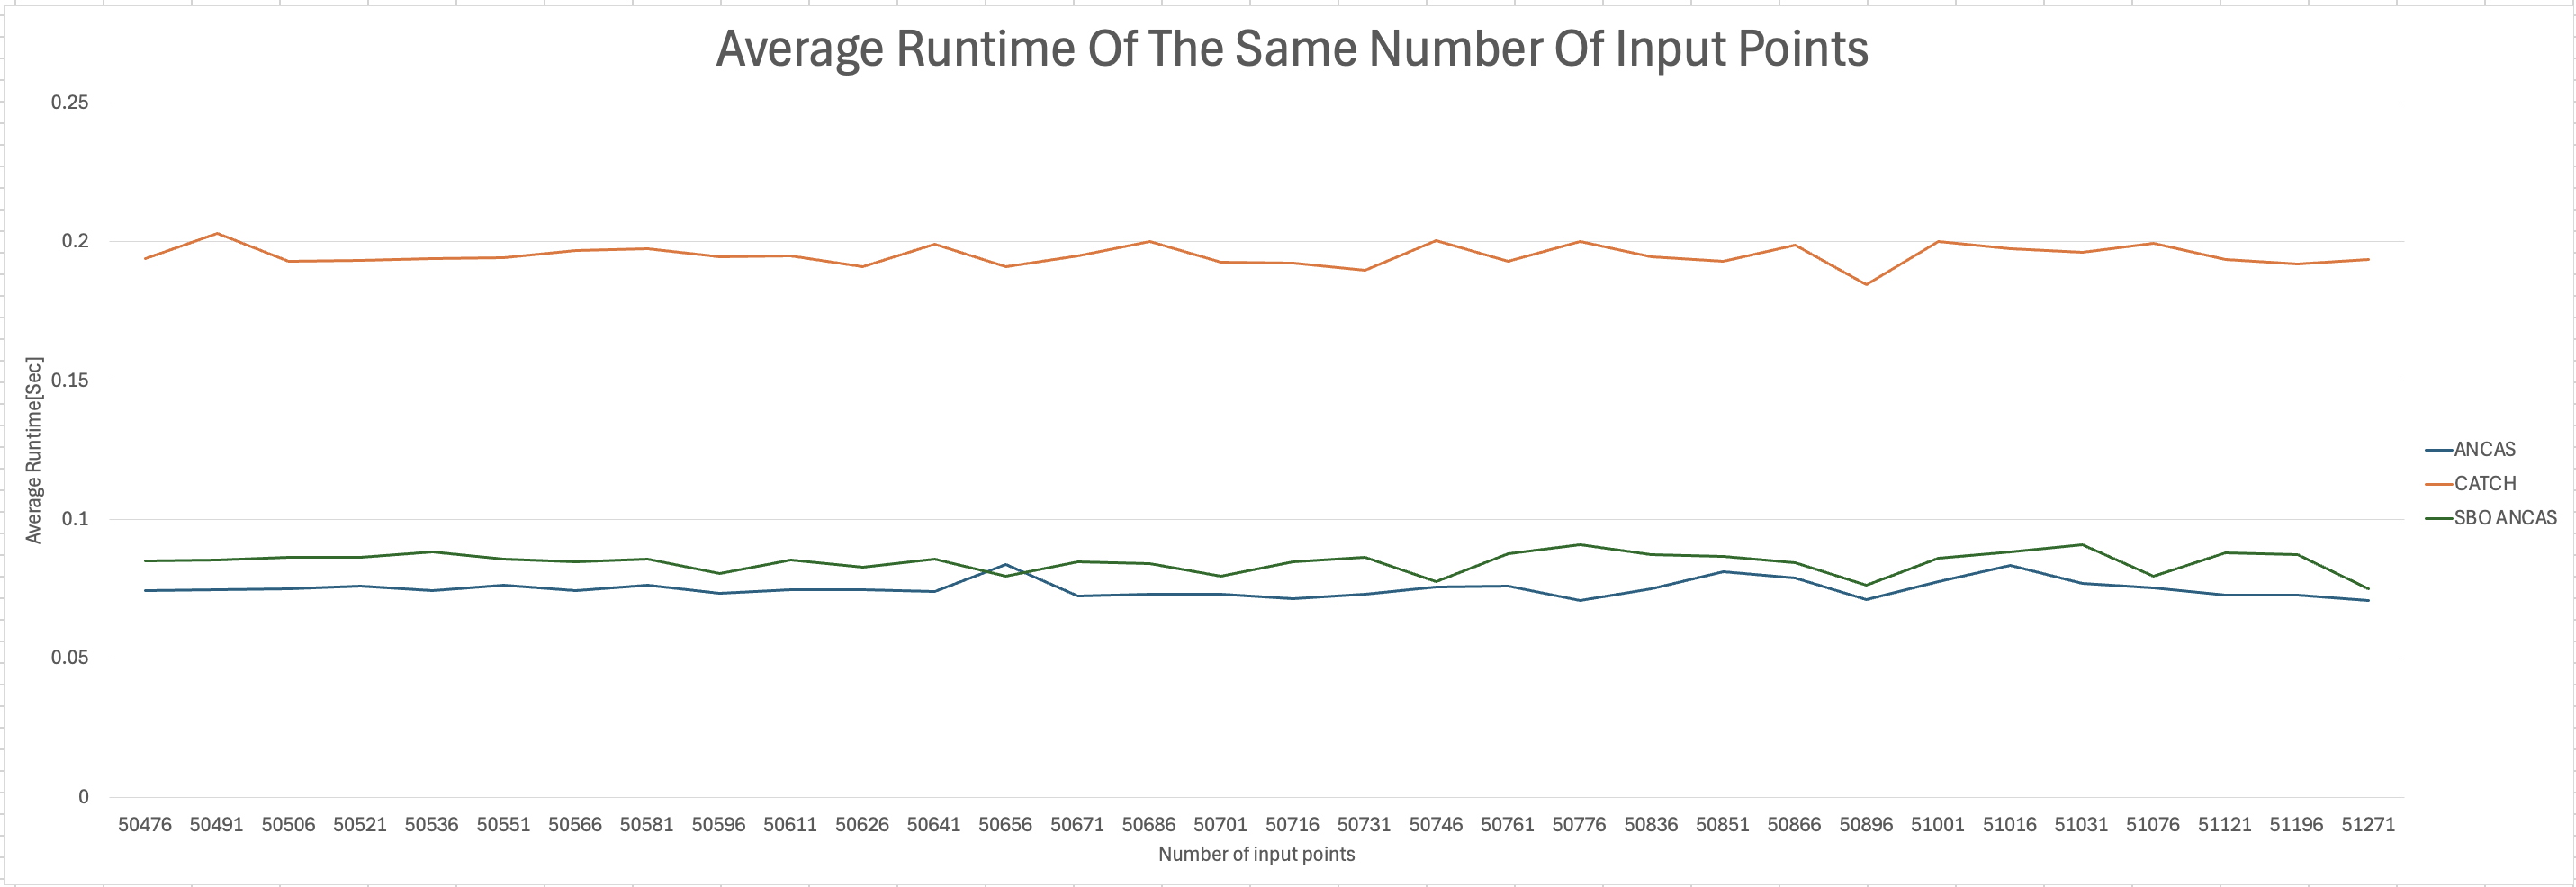 Average Runtime Of The Same Number Of Input Points
0.25
0.2
0.15
0.1
0.05
0
Average Runtime[Sec]
50476 50491 50506 50521 50536 50551 50566 50581 50596 50611 50626 50641 50656 50671 50686 50701 50716 50731 50746 50761 50776 50836 50851 50866 50896 51001 51016 51031 51076 51121 51196 51271
Number of input points
ANCAS
CATCH
SBO ANCAS